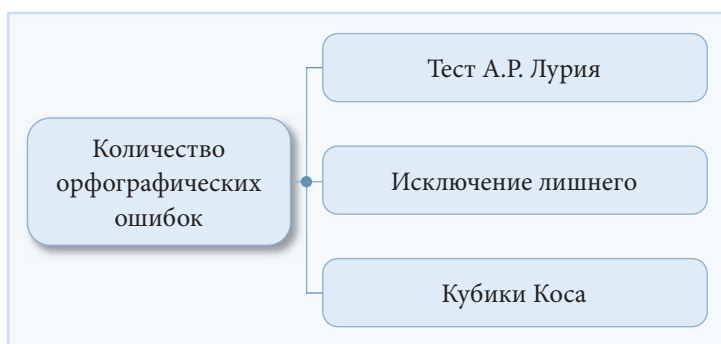 Количество
орфографических
ошибок
Тест А.Р. Лурия
Исключение лишнего
Кубики Коса